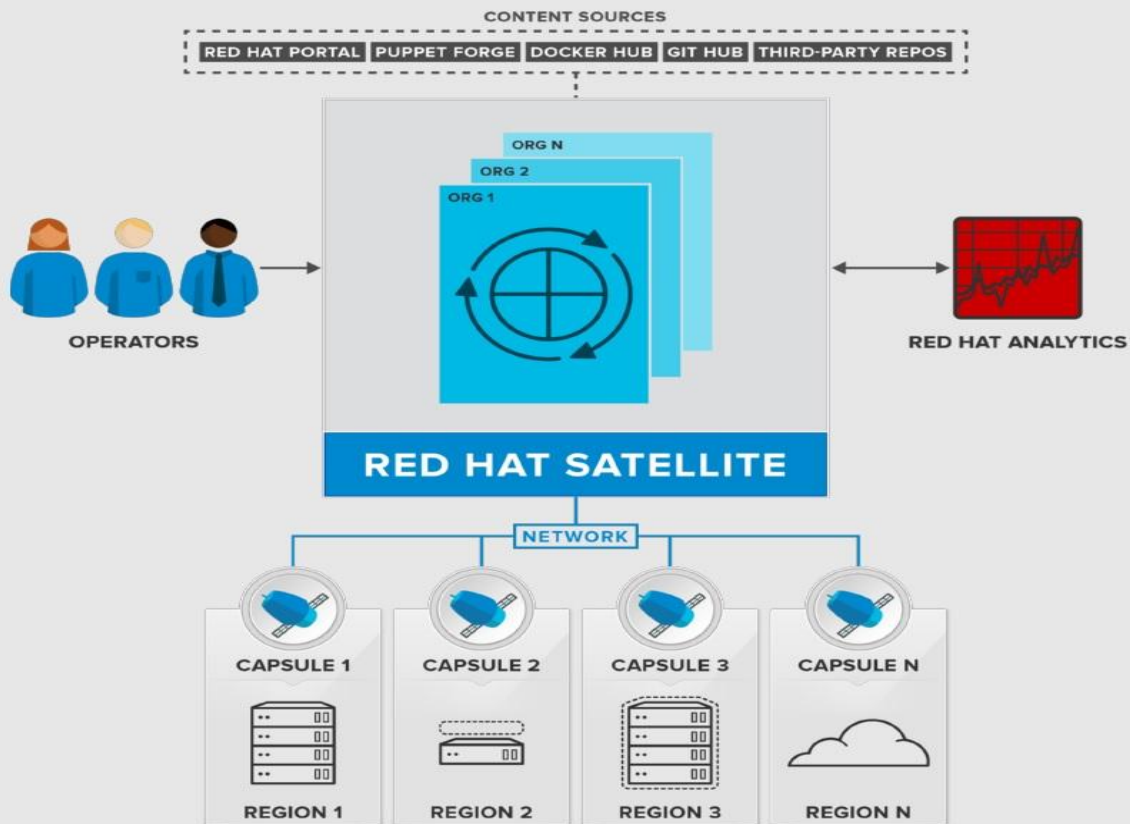 CONTENT SOURCES
RED HAT PORTAL PUPPET FORGE DOCKER HUB GIT HUB THIRD-PARTY REPOS
ORG N
ORG 2
ORG 1
OPERATORS
RED HAT ANALYTICS
RED HAT SATELLITE
NETWORK
CAPSULE 1 CAPSULE 2 CAPSULE 3 CAPSULE N
REGION 1 REGION 2 REGION 3 REGION N